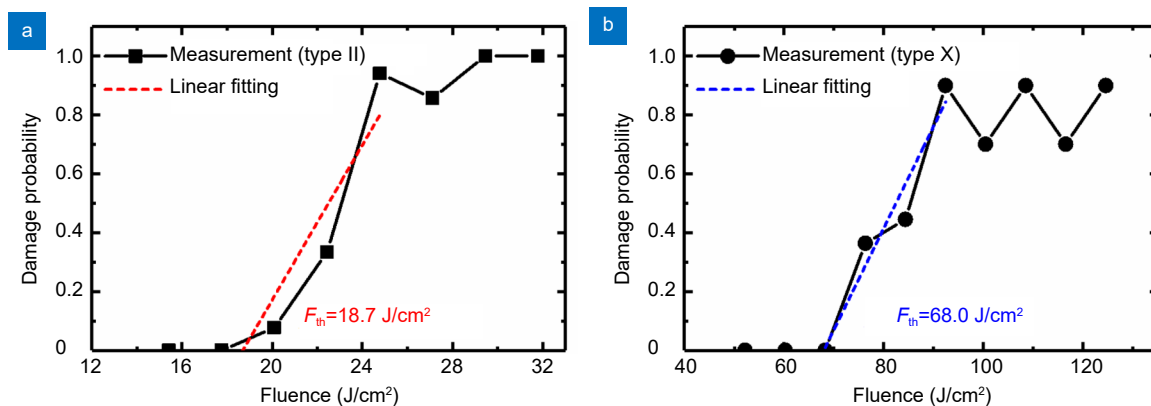 a
Measurement (type II)
Linear fitting
1.0
0.8
0.6
0.4
0.2
0
Damage probability
F_th=18.7 J/cm²
12 16 20 24 28 32
Fluence (J/cm²)
b
Measurement (type X)
Linear fitting
1.0
0.8
0.6
0.4
0.2
0
Damage probability
F_th=68.0 J/cm²
40 60 80 100 120
Fluence (J/cm²)